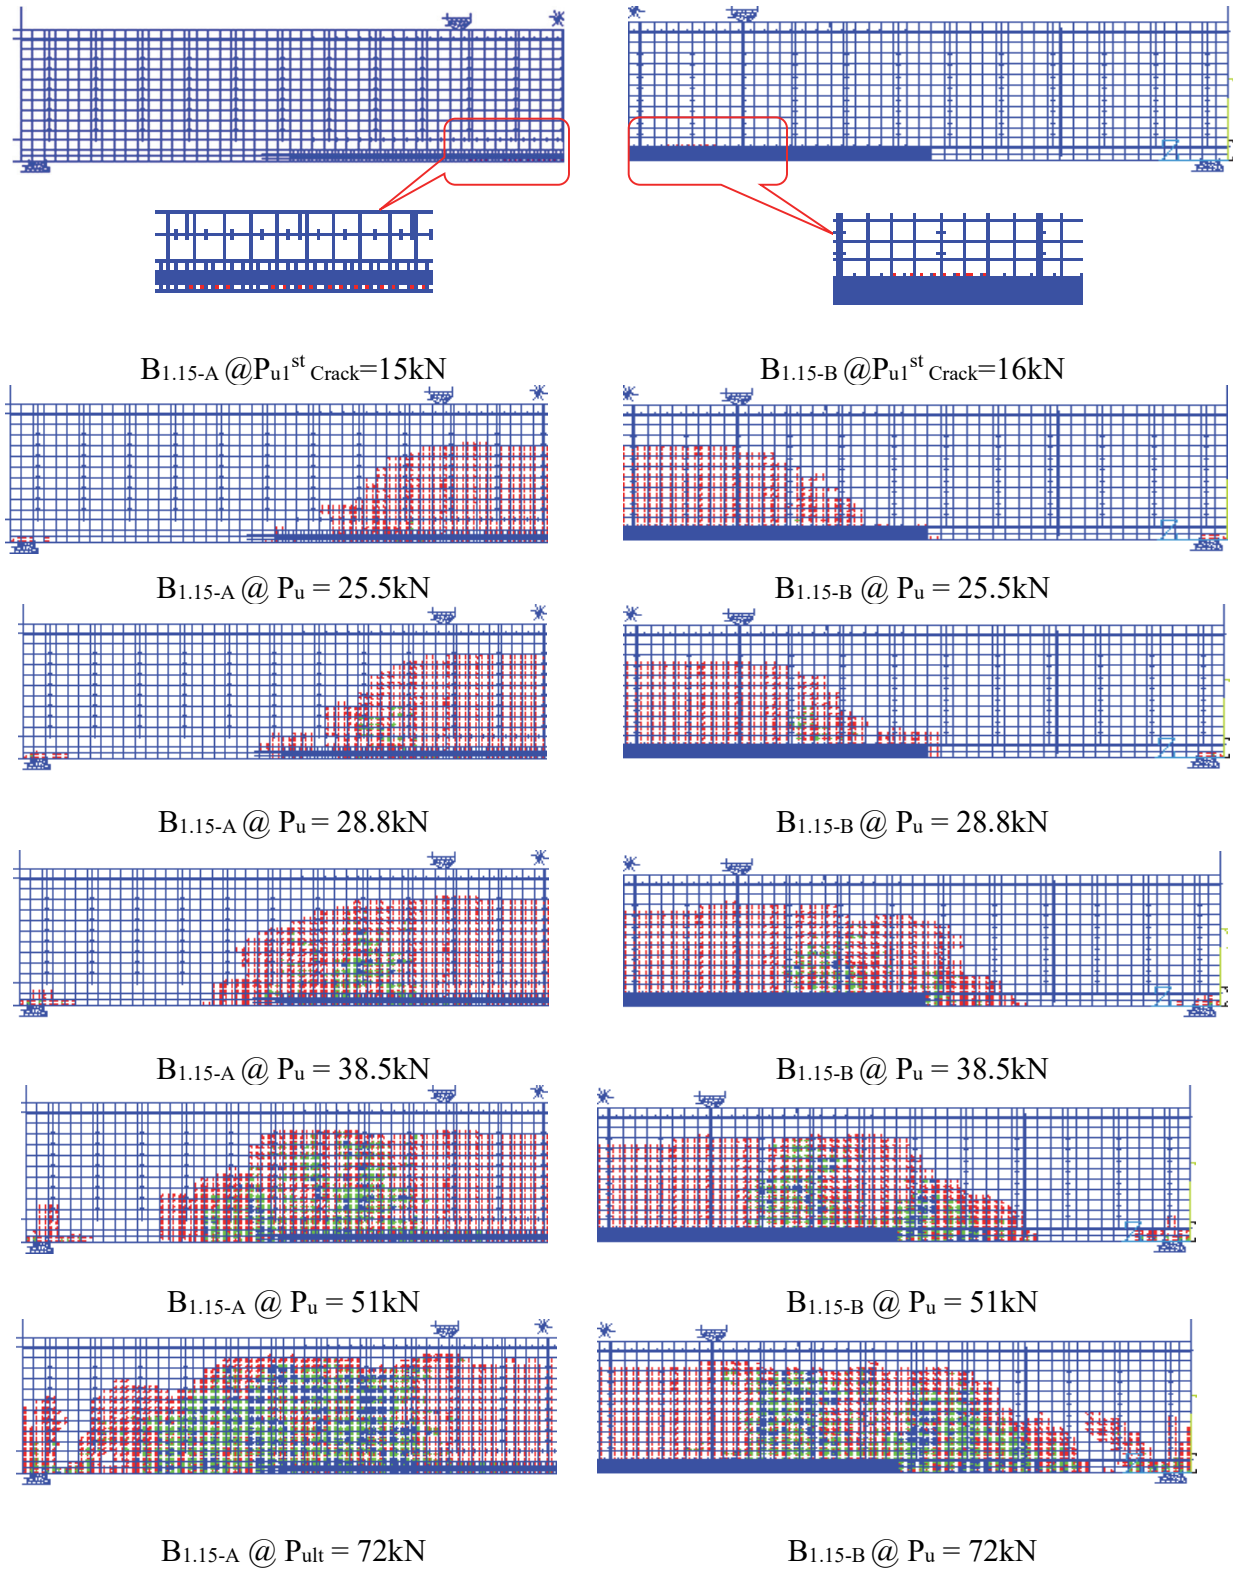 B1.15-A @Pu1st Crack=15kN
B1.15-B @Pu1st Crack=16kN
B1.15-A @ Pu = 25.5kN
B1.15-B @ Pu = 25.5kN
B1.15-A @ Pu = 28.8kN
B1.15-B @ Pu = 28.8kN
B1.15-A @ Pu = 38.5kN
B1.15-B @ Pu = 38.5kN
B1.15-A @ Pu = 51kN
B1.15-B @ Pu = 51kN
B1.15-A @ Pult = 72kN
B1.15-B @ Pu = 72kN